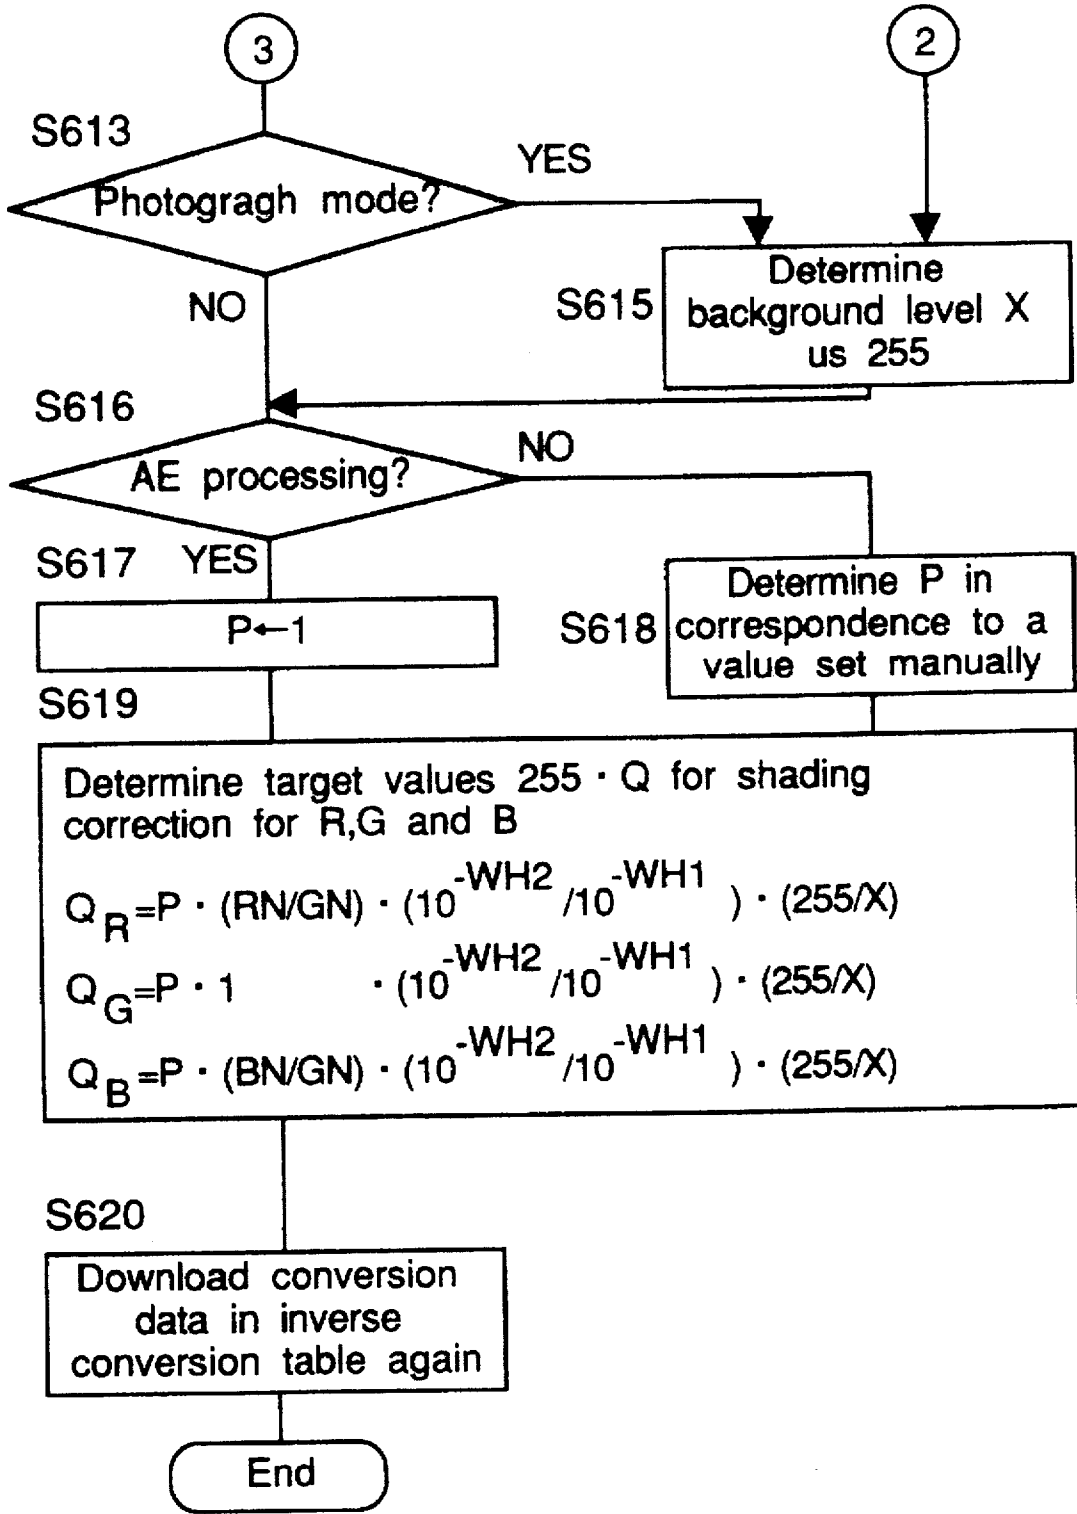 3
2
S613
Photogragh mode?
YES
NO
S615
Determine
background level X
us 255
S616
AE processing?
NO
S617
YES
P←1
S618
Determine P in
correspondence to a
value set manually
S619
Determine target values 255 · Q for shading
correction for R,G and B
Q_R=P · (RN/GN) · (10^-WH2 /10^-WH1 ) · (255/X)
Q_G=P · 1 · (10^-WH2 /10^-WH1 ) · (255/X)
Q_B=P · (BN/GN) · (10^-WH2 /10^-WH1 ) · (255/X)
S620
Download conversion
data in inverse
conversion table again
End